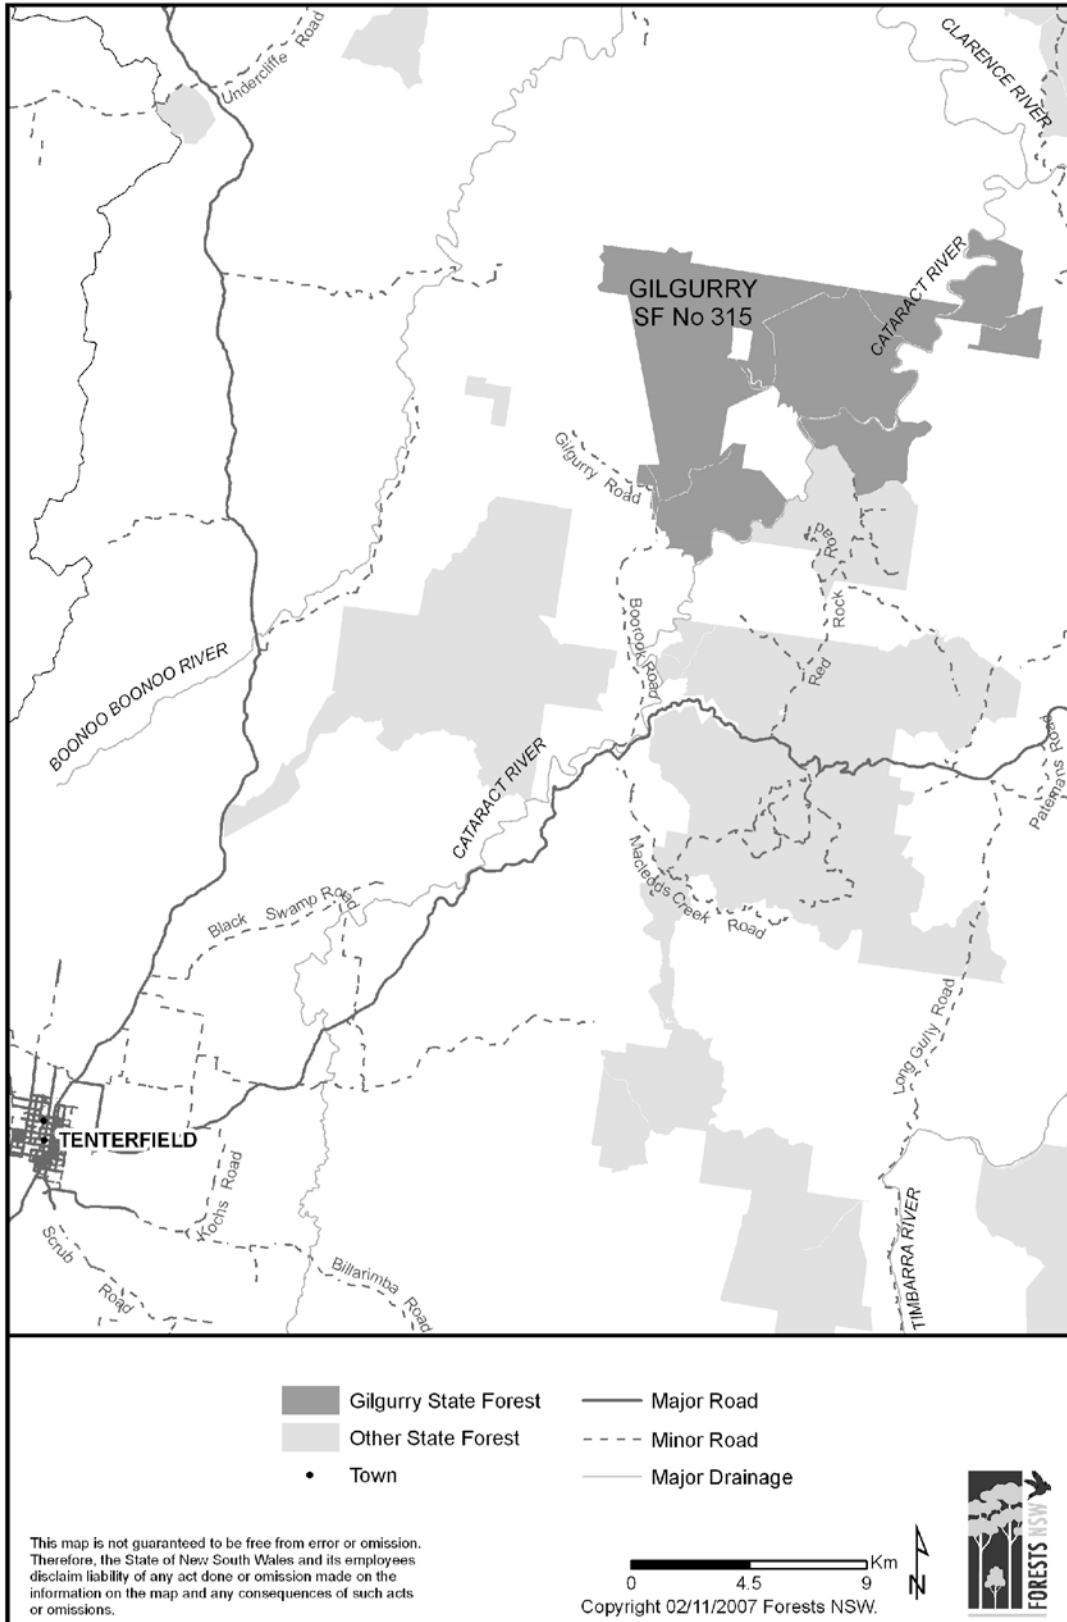 Undercliffe Road
CLARENCE RIVER
GILGURRY
SF No 315
CATARACT RIVER
Gilgurry Road
Road
Rock
Red
Boorook Road
BOONOO BOONOO RIVER
CATARACT RIVER
Patemans Road
Macleods Creek Road
Black Swamp Road
Long Gully Road
TENTERFIELD
Kochs Road
Scrub Road
Billarimba Road
TIMBARRA RIVER
Gilgurry State Forest
Major Road
Other State Forest
Minor Road
Town
Major Drainage
This map is not guaranteed to be free from error or omission.
Therefore, the State of New South Wales and its employees
disclaim liability of any act done or omission made on the
information on the map and any consequences of such acts
or omissions.
Km
0 4.5 9
Copyright 02/11/2007 Forests NSW.
N
FORESTS NSW